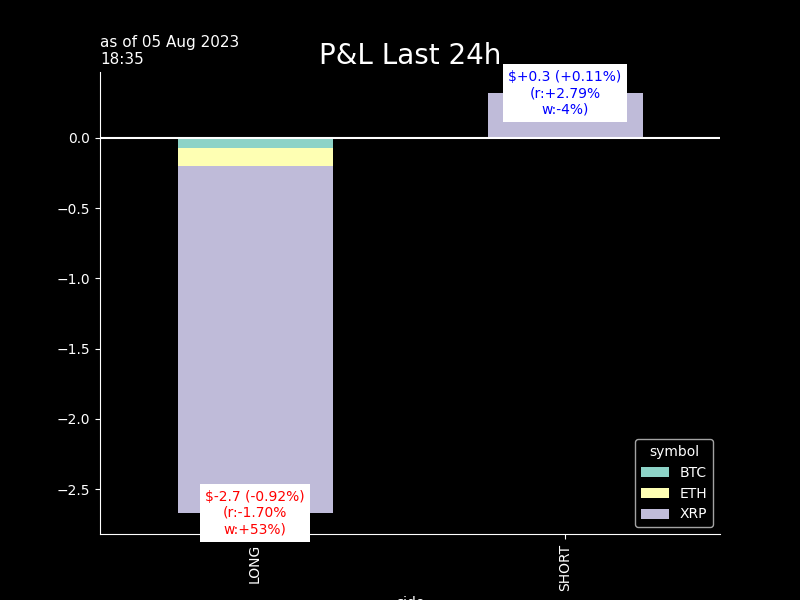 as of 05 Aug 2023
18:35
P&L Last 24h
$+0.3 (+0.11%)
(r:+2.79%
w:-4%)
0.0
−0.5
−1.0
−1.5
−2.0
−2.5
$-2.7 (-0.92%)
(r:-1.70%
w:+53%)
symbol
BTC
ETH
XRP
LONG
SHORT
side